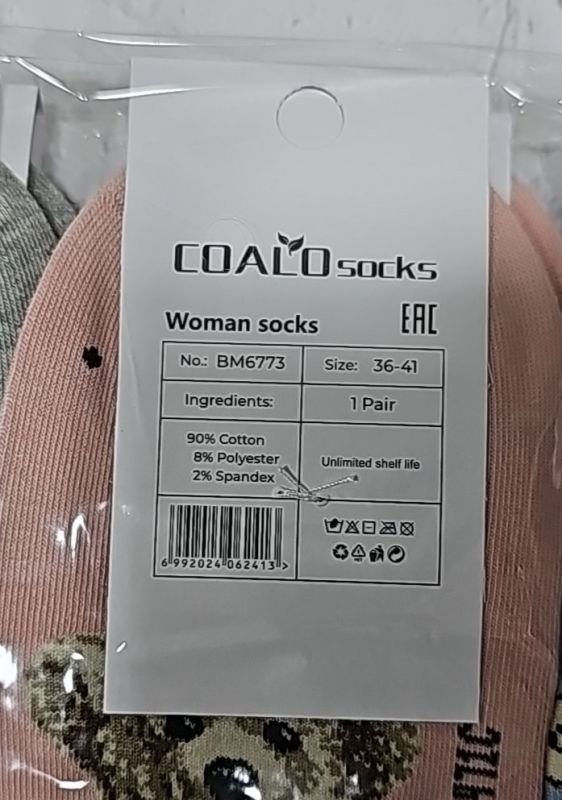 COALO socks
Woman socks
EAC
No.: BM6773
Size: 36-41
Ingredients:
1 Pair
90% Cotton
8% Polyester
2% Spandex
Unlimited shelf life
6 992024 062413 >